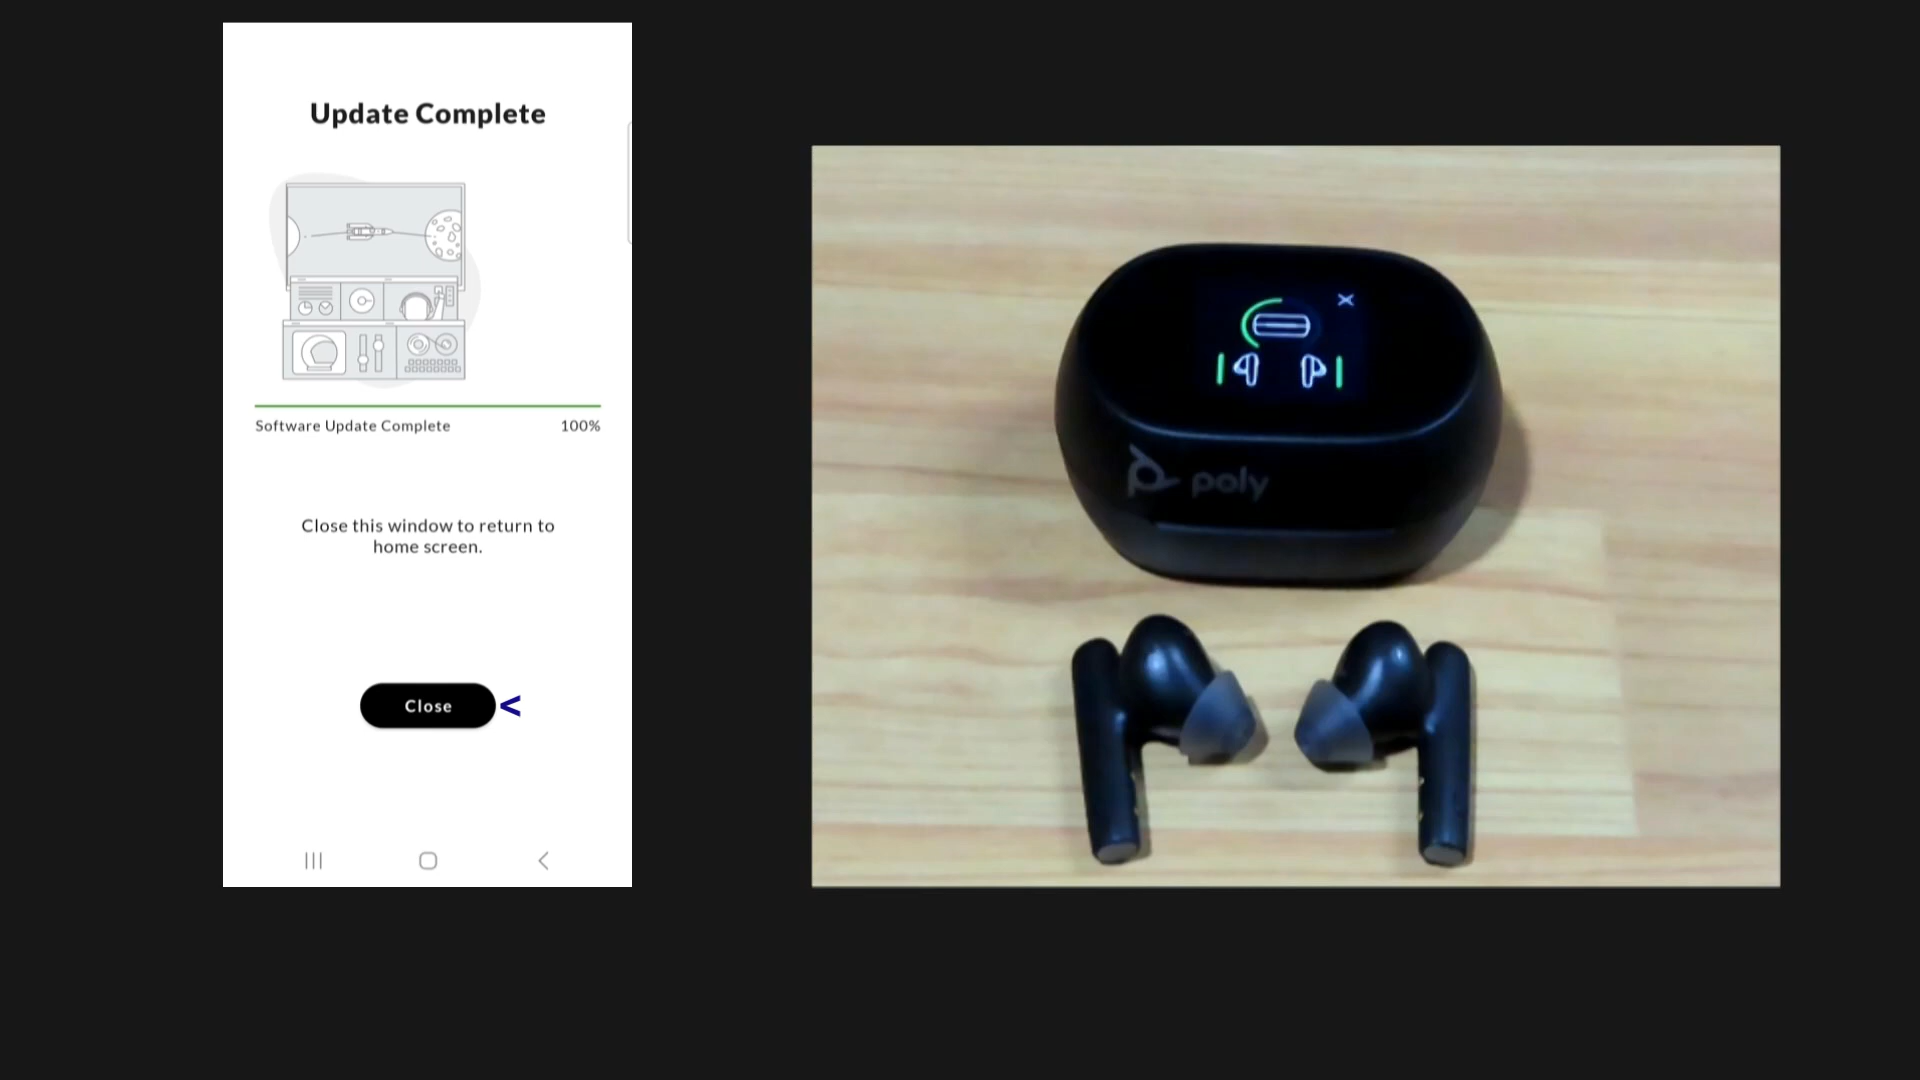 Update Complete
Software Update Complete 100%
Close this window to return to
home screen.
Close <
poly